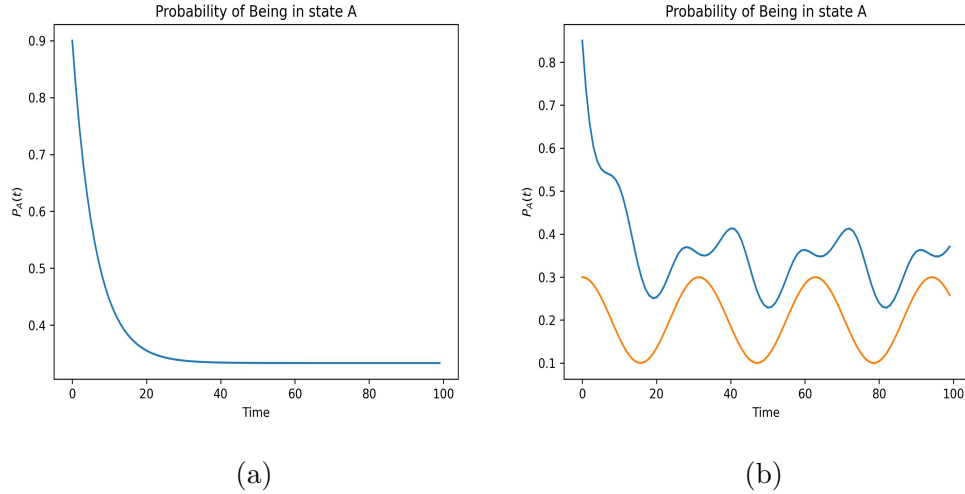 Probability of Being in state A
0.9
0.8
0.7
0.6
0.5
0.4
P_A(t)
0 20 40 60 80 100
Time
(a)
Probability of Being in state A
0.8
0.7
0.6
0.5
0.4
0.3
0.2
0.1
P_A(t)
0 20 40 60 80 100
Time
(b)